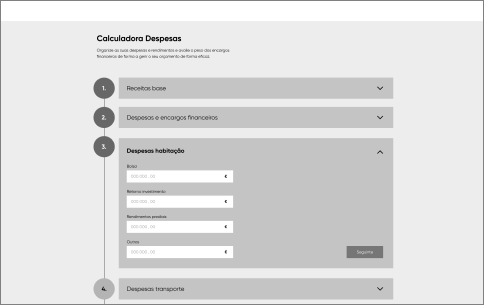 Calculadora Despesas
Organize as suas despesas e rendimentos e avalie o peso dos encargos
financeiros de forma a gerir o seu orçamento de forma eficaz.
1.
Receitas base
2.
Despesas e encargos financeiros
3.
Despesas habitação
Bolsa
000 000 , 00 €
Retorno investimento
000 000 , 00 €
Rendimentos prediais
000 000 , 00 €
Outros
000 000 , 00 €
Seguinte
4.
Despesas transporte